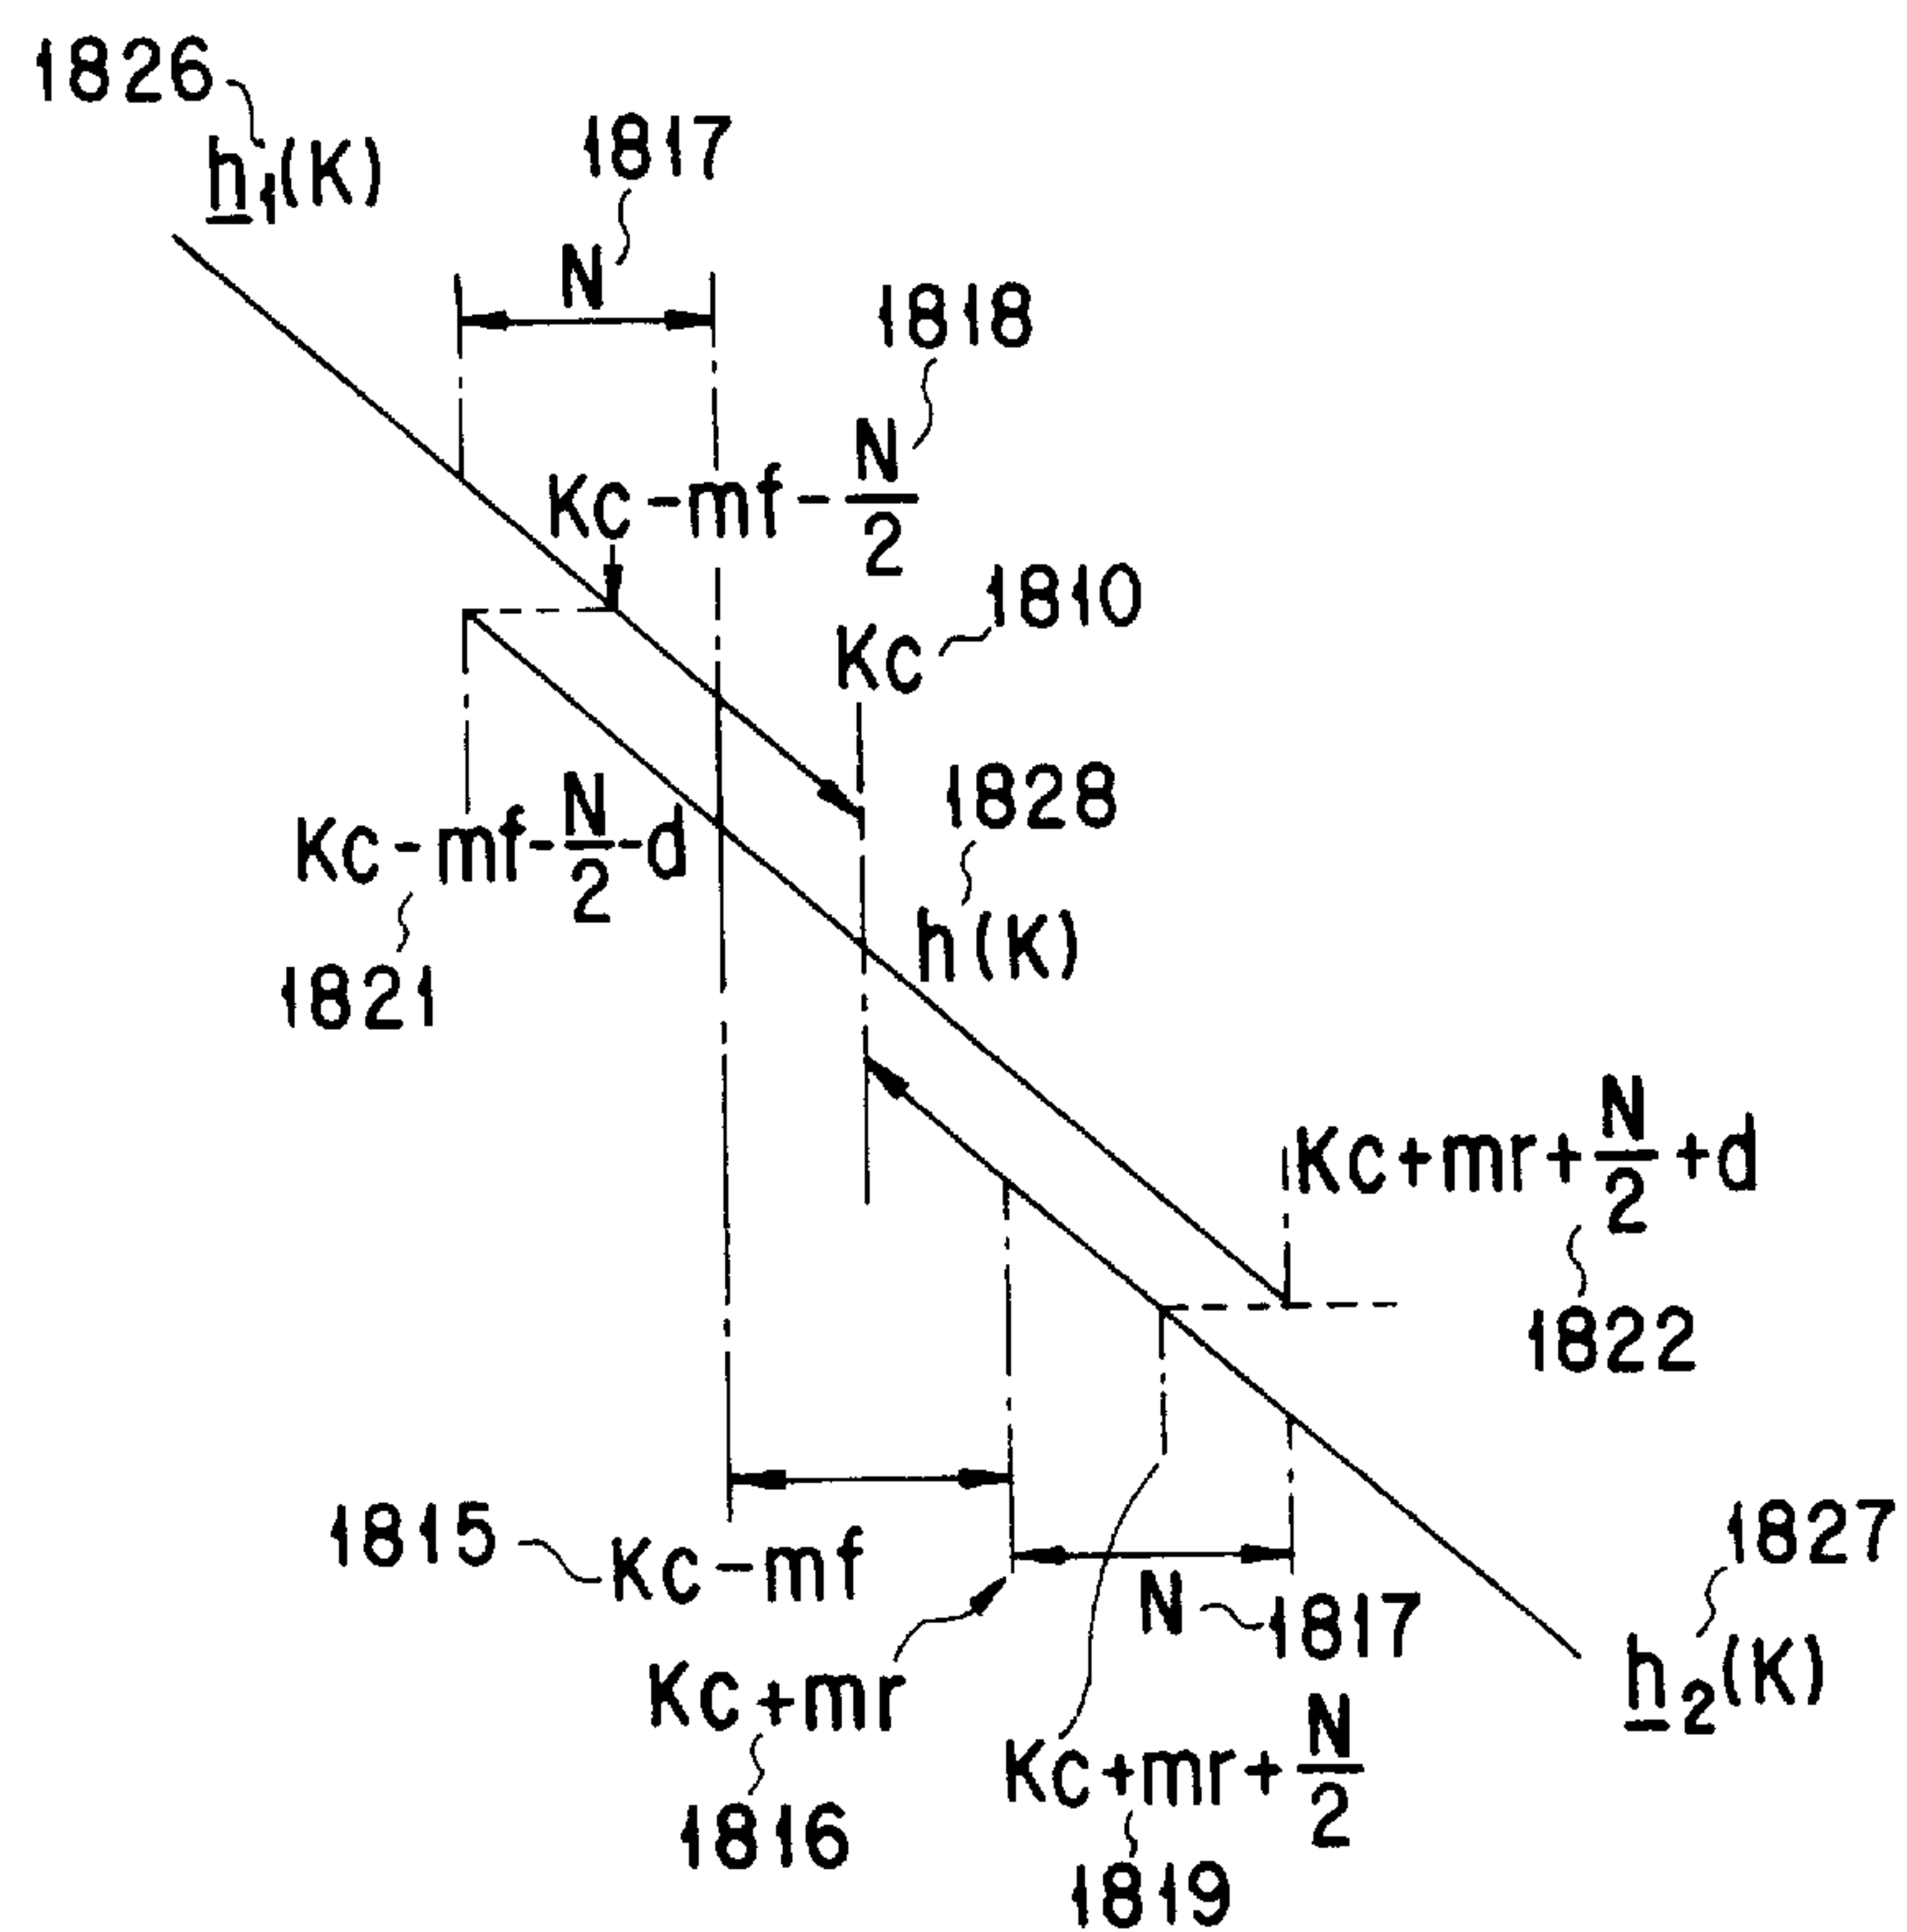 1826
h1(K)
1817
N
1818
Kc-mf-N/2
1810
Kc
1828
Kc-mf-N/2-d
h(K)
1821
Kc+mr+N/2+d
1822
1815
Kc-mf
1827
N
1817
h2(K)
Kc+mr
Kc+mr+N/2
1816
1819